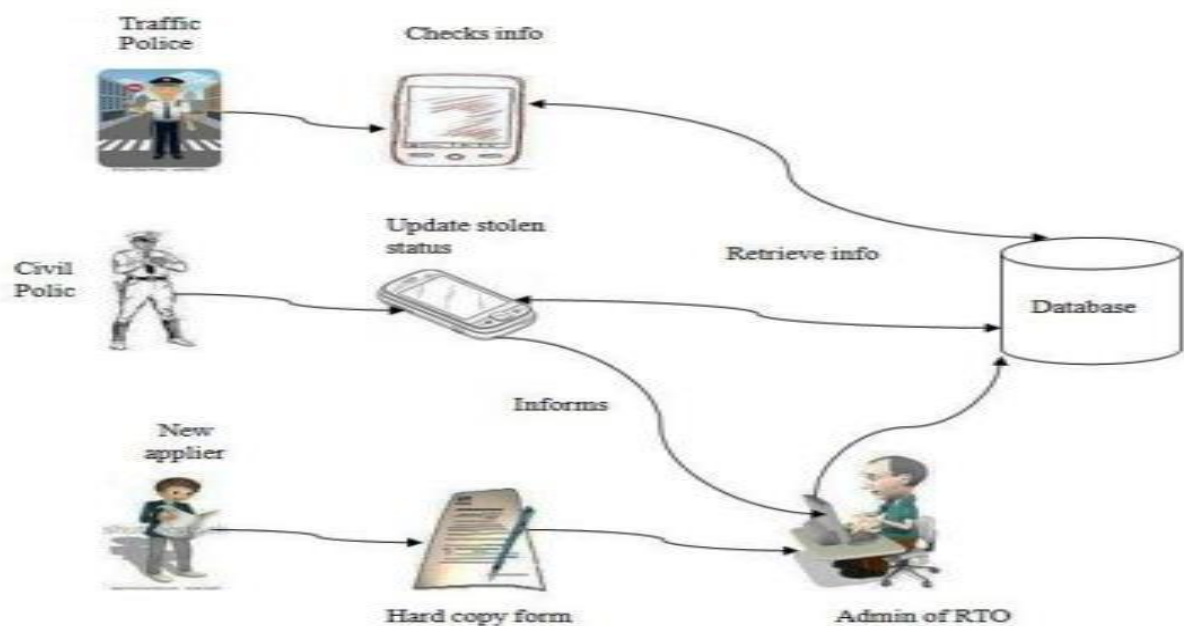 Traffic
Police
Checks info
Update stolen
status
Civil
Polic
Retrieve info
Database
Informs
New
applier
Hard copy form
Admin of RTO